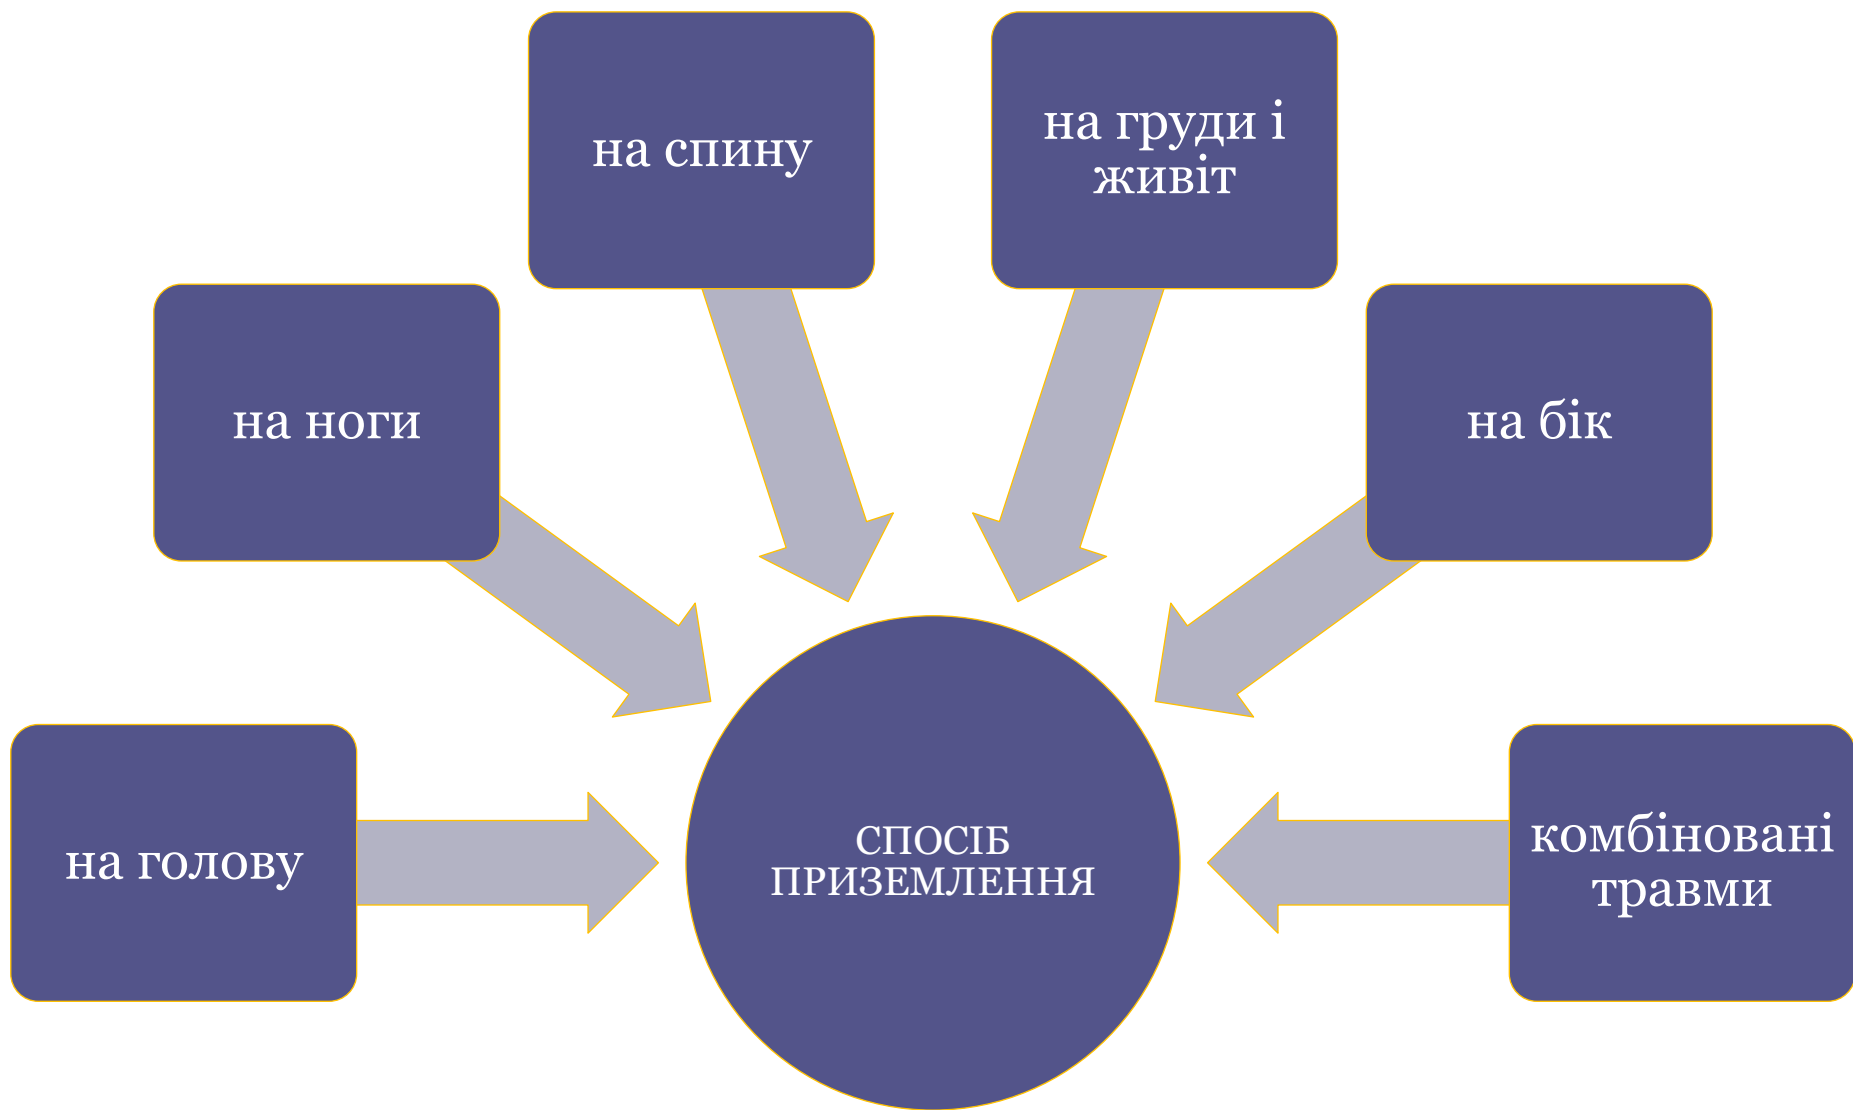 на спину
на груди і
живіт
на ноги
на бік
на голову
СПОСІБ
ПРИЗЕМЛЕННЯ
комбіновані
травми